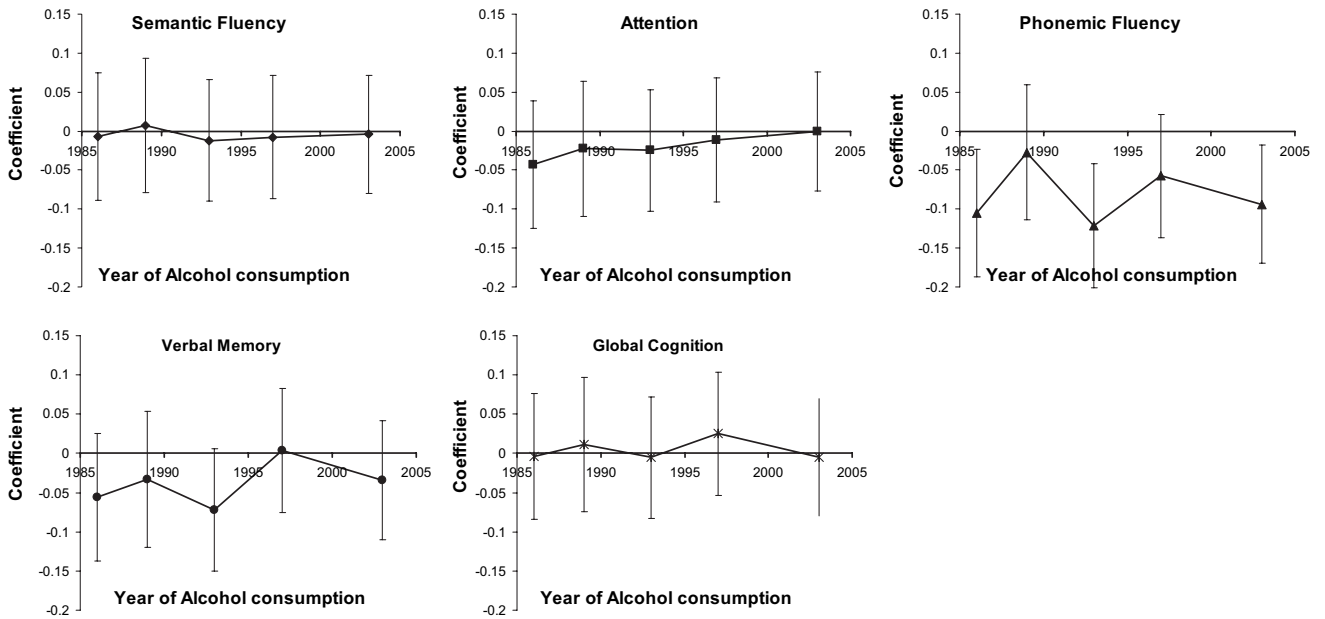 Semantic Fluency
0.15
0.1
0.05
0
-0.05
-0.1
-0.15
-0.2
Coefficient
1985 1990 1995 2000 2005
Year of Alcohol consumption
Attention
0.15
0.1
0.05
0
-0.05
-0.1
-0.15
-0.2
Coefficient
1985 1990 1995 2000 2005
Year of Alcohol consumption
Phonemic Fluency
0.15
0.1
0.05
0
-0.05
-0.1
-0.15
-0.2
Coefficient
1985 1989 1995 2000 2005
Year of Alcohol consumption
Verbal Memory
0.15
0.1
0.05
0
-0.05
-0.1
-0.15
-0.2
Coefficient
1985 1990 1995 2000 2005
Year of Alcohol consumption
Global Cognition
0.15
0.1
0.05
0
-0.05
-0.1
-0.15
-0.2
Coefficient
1985 1990 1995 2000 2005
Year of Alcohol consumption